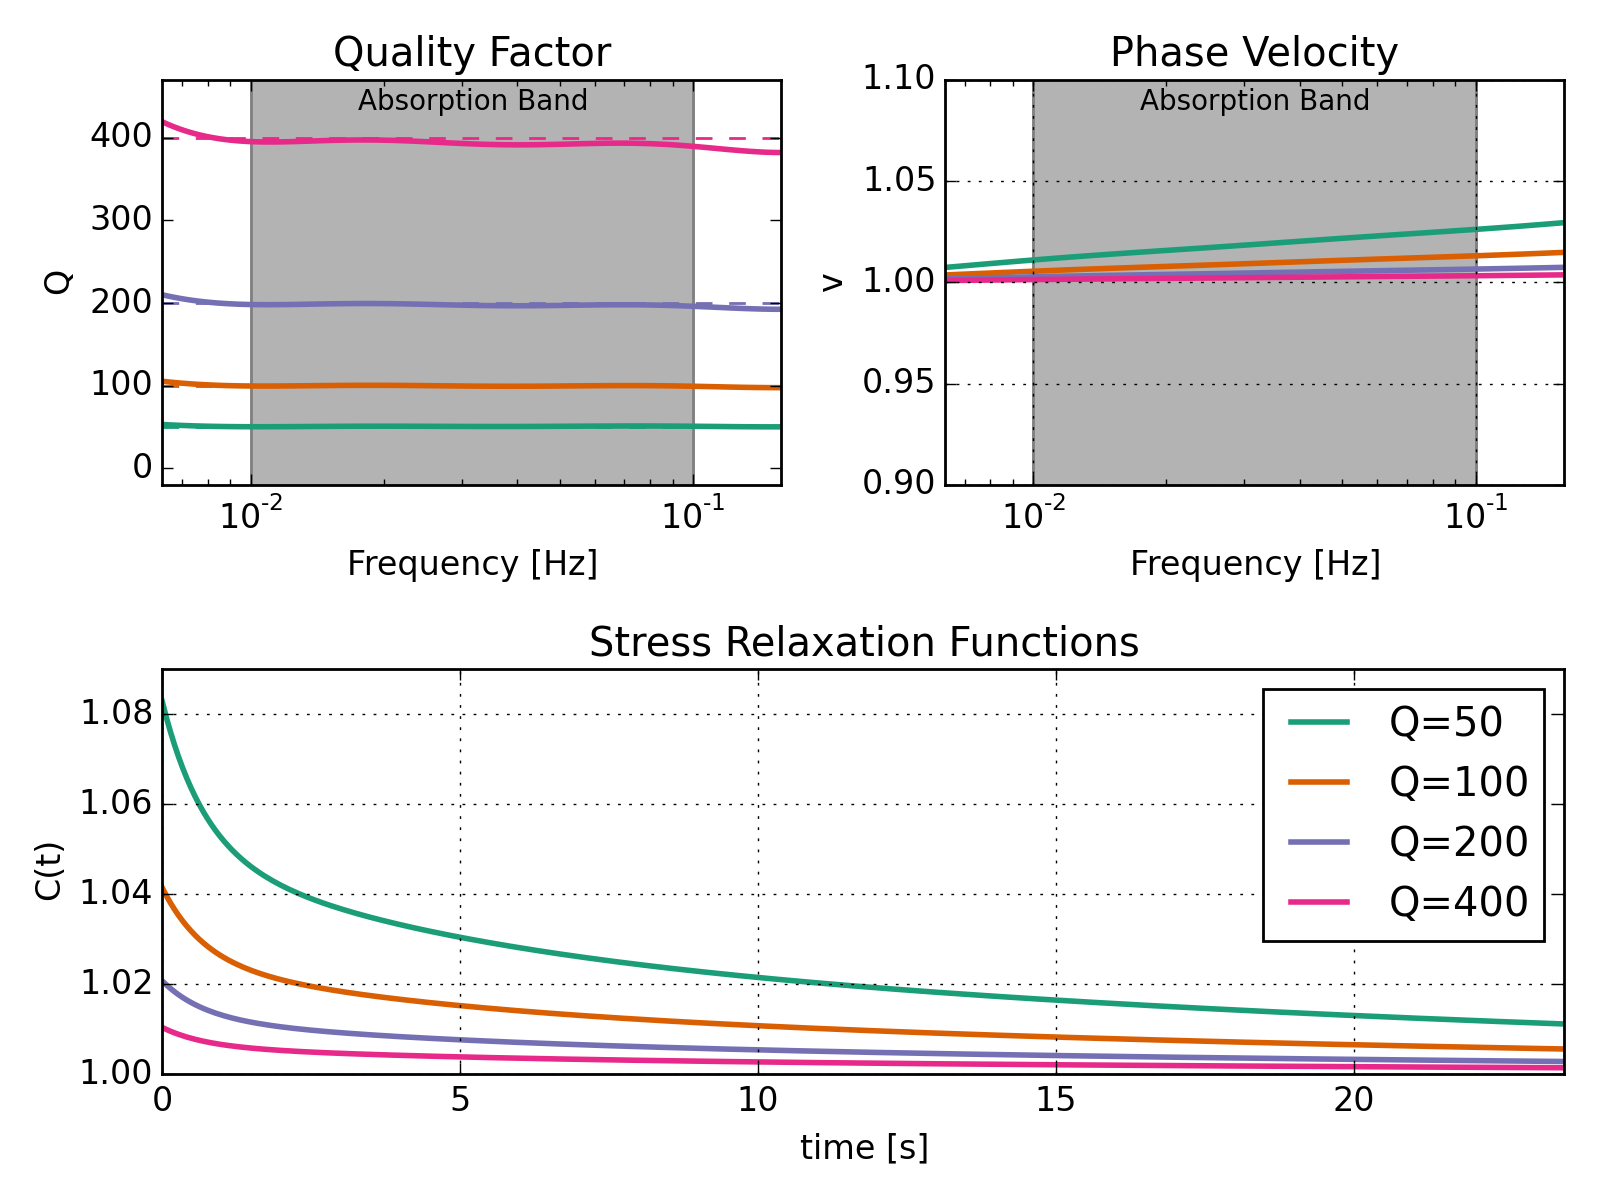 Quality Factor
Absorption Band
400
300
200
100
0
Q
10-2
10-1
Frequency [Hz]
Phase Velocity
Absorption Band
1.10
1.05
1.00
0.95
0.90
v
10-2
10-1
Frequency [Hz]
Stress Relaxation Functions
1.08
1.06
1.04
1.02
1.00
C(t)
Q=50
Q=100
Q=200
Q=400
0 5 10 15 20
time [s]